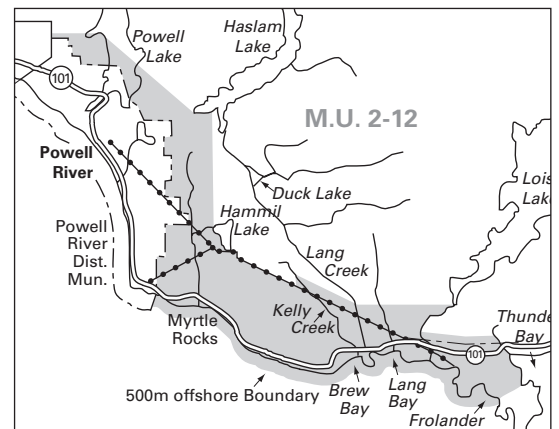 Powell
Lake
Haslam
Lake
101
M.U. 2-12
Powell
River
Duck Lake
Lois
Lake
Hammil
Lake
Powell
River
Dist.
Mun.
Lang
Creek
Kelly
Creek
Myrtle
Rocks
Thunde
Bay
101
500m offshore Boundary
Brew
Bay
Lang
Bay
Frolander